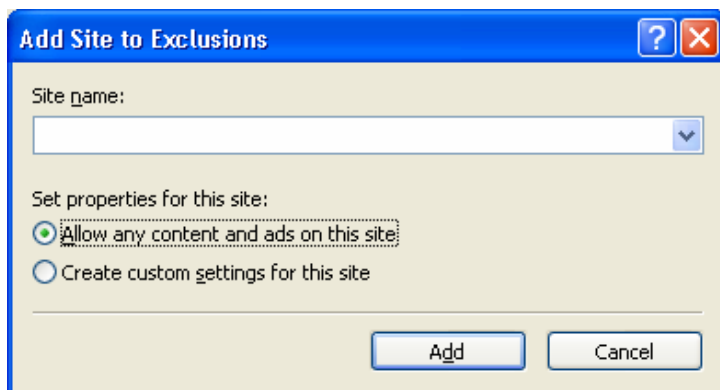 Add Site to Exclusions
Site name:
Set properties for this site:
Allow any content and ads on this site
Create custom settings for this site
Add Cancel